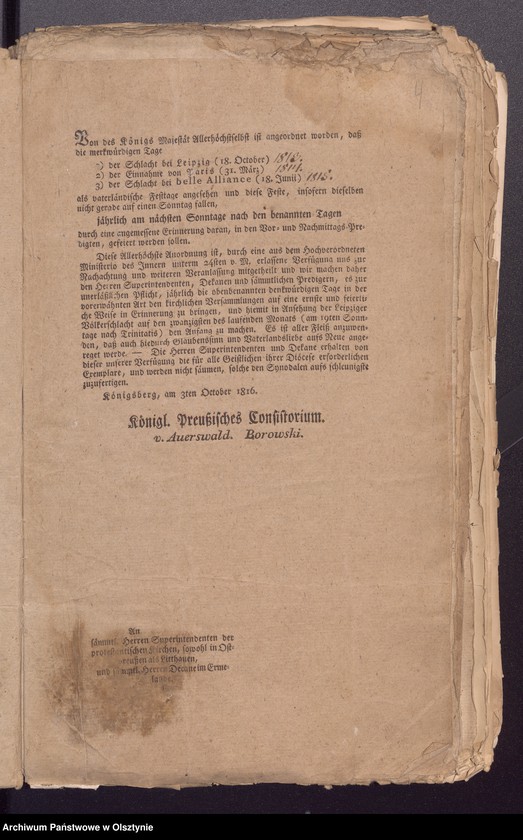 Von des Königs Majestät Allerhöchstselbst ist angeordnet worden, daß
die merkwürdigen Tage
1) der Schlacht bei Leipzig (18. October) 1813.
2) der Einnahme von Paris (31. März) 1814.
3) der Schlacht bei belle Alliance (18. Junii) 1815.
als vaterländische Festtage angesehen und diese Feste, insofern dieselben
nicht gerade auf einen Sonntag fallen,
jährlich am nächsten Sonntage nach den benannten Tagen
durch eine angemessene Erinnerung daran, in den Vor- und Nachmittags-Pre-
digten, gefeiert werden sollen.
Diese Allerhöchste Anordnung ist, durch eine aus dem Hochverordneten
Ministerio des Innern unterm 24sten v. M. erlassene Verfügung uns zur
Nachachtung und weiteren Veranlassung mitgetheilt und wir machen daher
den Herren Superintendenten, Dekanen und sämmtlichen Predigern, es zur
unerläßlichen Pflicht, jährlich die obenbenannten denkwürdigen Tage in der
vorerwähnten Art den kirchlichen Versammlungen auf eine ernste und feierli-
che Weise in Erinnerung zu bringen, und hiemit in Ansehung der Leipziger
Völkerschlacht auf den zwanzigsten des laufenden Monats (am 19ten Sonn-
tage nach Trinitatis) den Anfang zu machen. Es ist aller Fleiß anzuwen-
den, daß auch hiedurch Glaubenssinn und Vaterlandsliebe aufs Neue ange-
reget werde. — Die Herren Superintendenten und Dekane erhalten von
dieser unserer Verfügung die für alle Geistlichen ihrer Diöcese erforderlichen
Exemplare, und werden nicht säumen, solche den Synodalen aufs schleunigste
zuzufertigen.
Königsberg, am 3ten October 1816.
Königl. Preußisches Consistorium.
v. Auerswald. Borowski.
An
sämmtl. Herren Superintendenten der
protestantischen Kirchen, sowohl in Ost-
preußen als Litthauen,
und sämmtl. Herren Decane im Erme-
lande.
Archiwum Państwowe w Olsztynie